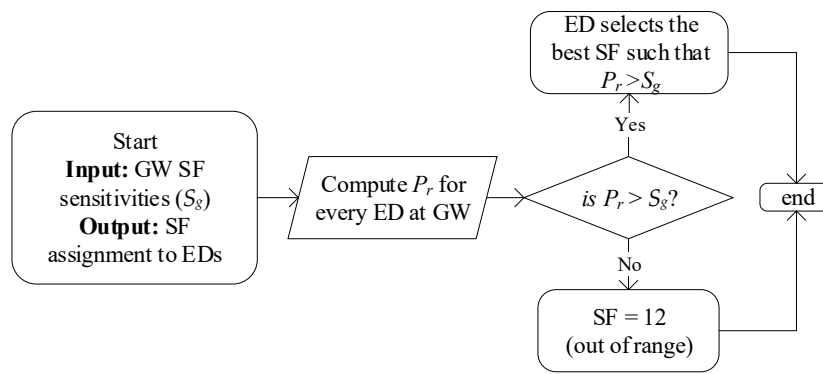 Start
Input: GW SF
sensitivities (Sg)
Output: SF
assignment to EDs
Compute Pr for
every ED at GW
is Pr > Sg?
Yes
ED selects the
best SF such that
Pr >Sg
No
SF = 12
(out of range)
end